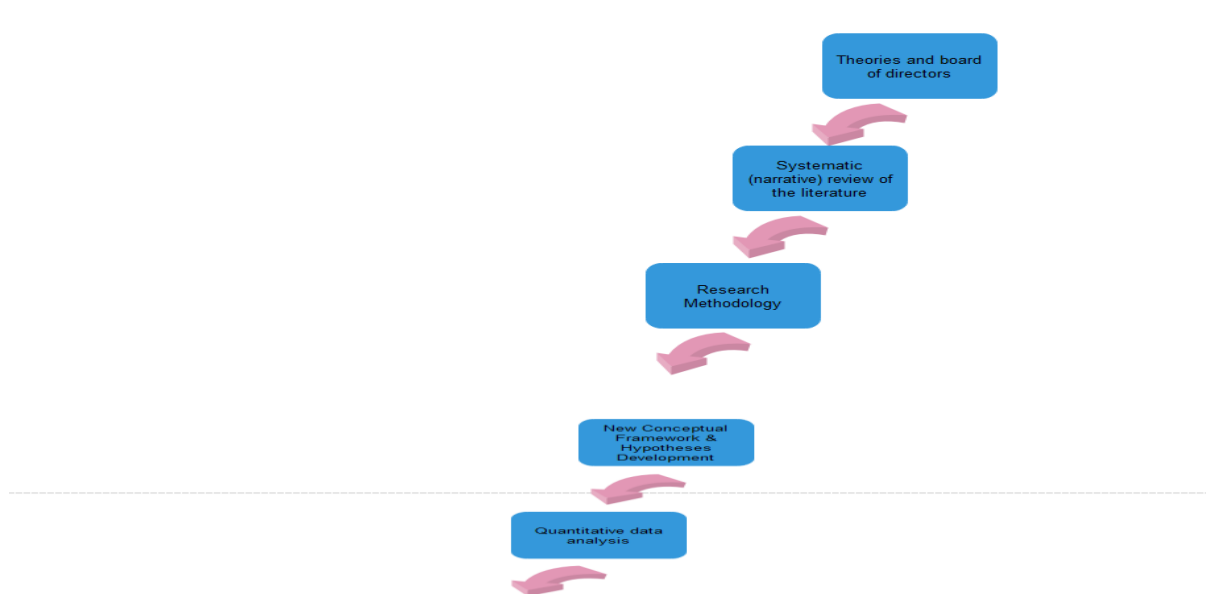 Theories and board
of directors
Systematic
(narrative) review of
the literature
Research
Methodology
New Conceptual
Framework &
Hypotheses
Development
Quantitative data
analysis